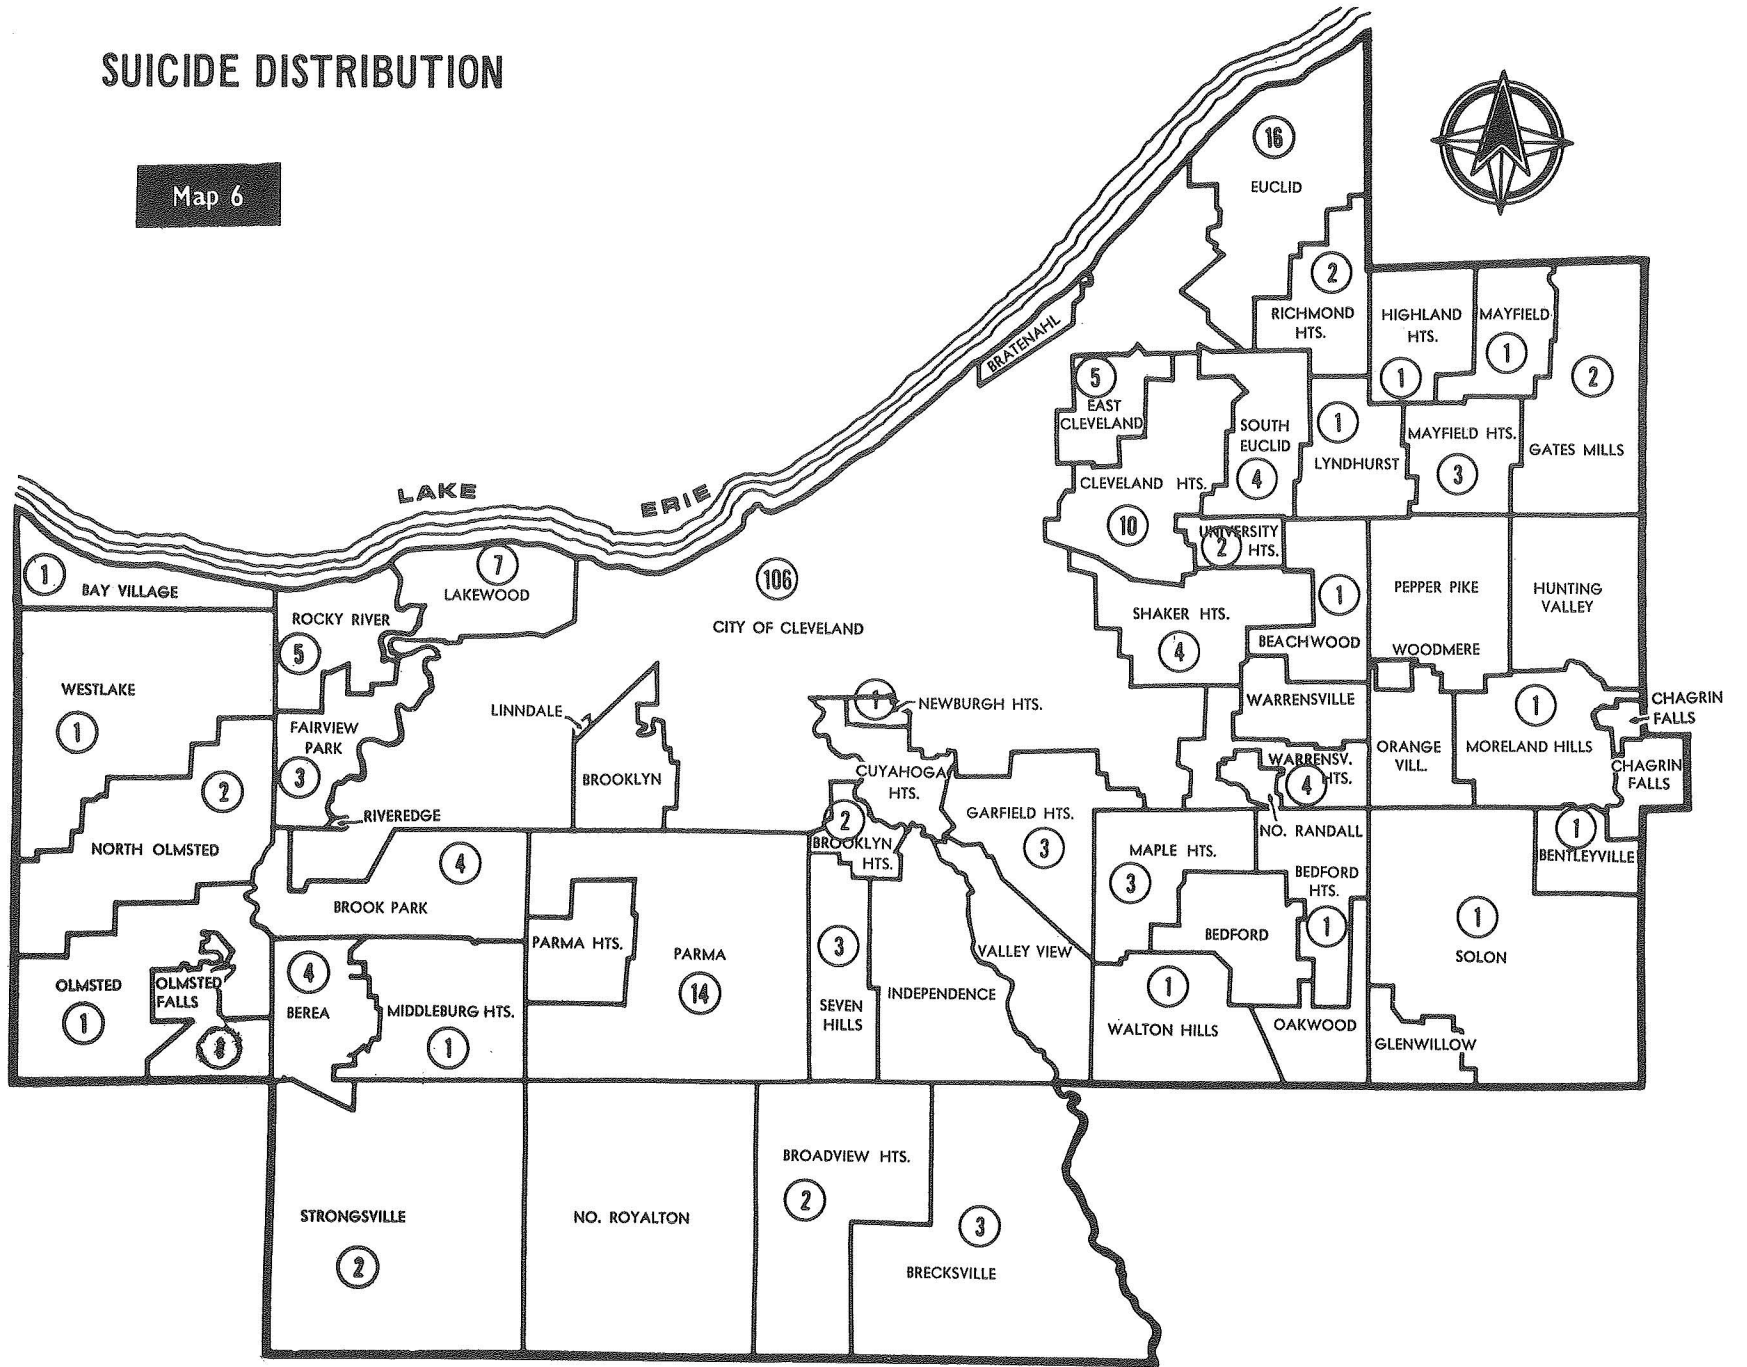 SUICIDE DISTRIBUTION
Map 6
16
EUCLID
2
RICHMOND
HTS.
HIGHLAND
HTS.
1
MAYFIELD
1
2
GATES MILLS
BRATENAHL
5
EAST
CLEVELAND
SOUTH
EUCLID
4
1
LYNDHURST
MAYFIELD HTS.
3
CLEVELAND HTS.
10
UNIVERSITY
HTS.
2
LAKE ERIE
1
BAY VILLAGE
7
LAKEWOOD
106
CITY OF CLEVELAND
ROCKY RIVER
5
SHAKER HTS.
4
1
BEACHWOOD
PEPPER PIKE
HUNTING
VALLEY
WOODMERE
WESTLAKE
1
FAIRVIEW
PARK
3
LINNDALE
BROOKLYN
1
NEWBURGH HTS.
WARRENSVILLE
WARRENSV.
HTS.
4
ORANGE
VILL.
1
MORELAND HILLS
CHAGRIN
FALLS
CHAGRIN
FALLS
2
NORTH OLMSTED
RIVEREDGE
CUYAHOGA
HTS.
2
BROOKLYN
HTS.
GARFIELD HTS.
3
NO. RANDALL
MAPLE HTS.
3
BEDFORD
HTS.
1
BEDFORD
1
BENTLEYVILLE
4
BROOK PARK
PARMA HTS.
PARMA
14
3
SEVEN
HILLS
INDEPENDENCE
VALLEY VIEW
1
WALTON HILLS
OAKWOOD
1
SOLON
GLENWILLOW
OLMSTED
1
OLMSTED
FALLS
4
BEREA
MIDDLEBURG HTS.
1
STRONGSVILLE
2
NO. ROYALTON
BROADVIEW HTS.
2
3
BRECKSVILLE